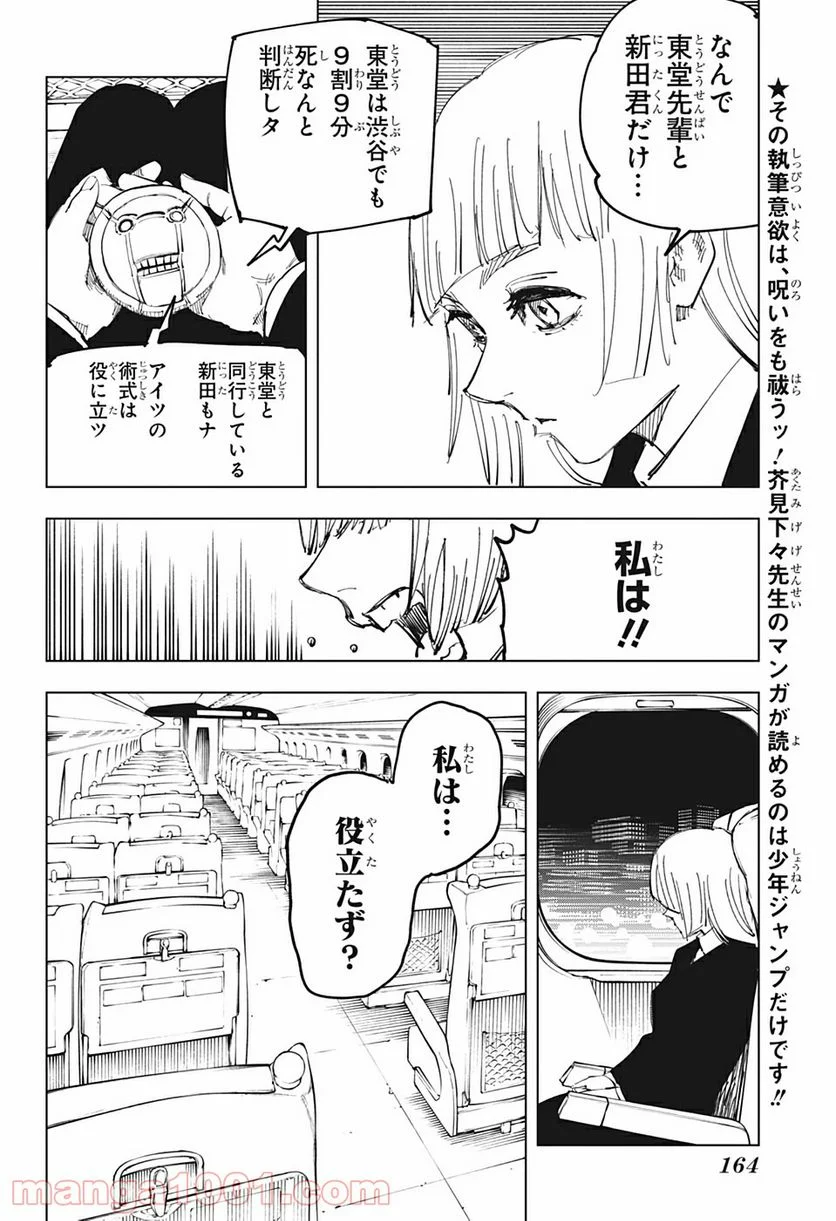 ★その執筆意欲は、呪いをも祓うッ!芥見下々先生のマンガが読めるのは少年ジャンプだけです!!
なんで
東堂先輩と
新田君だけ…
東堂は渋谷でも
9割9分
死なんと
判断しタ
東堂と
同行している
新田もナ
アイツの
術式は
役に立ツ
私は!!
私は…
役立たず?
164
manga1001.com